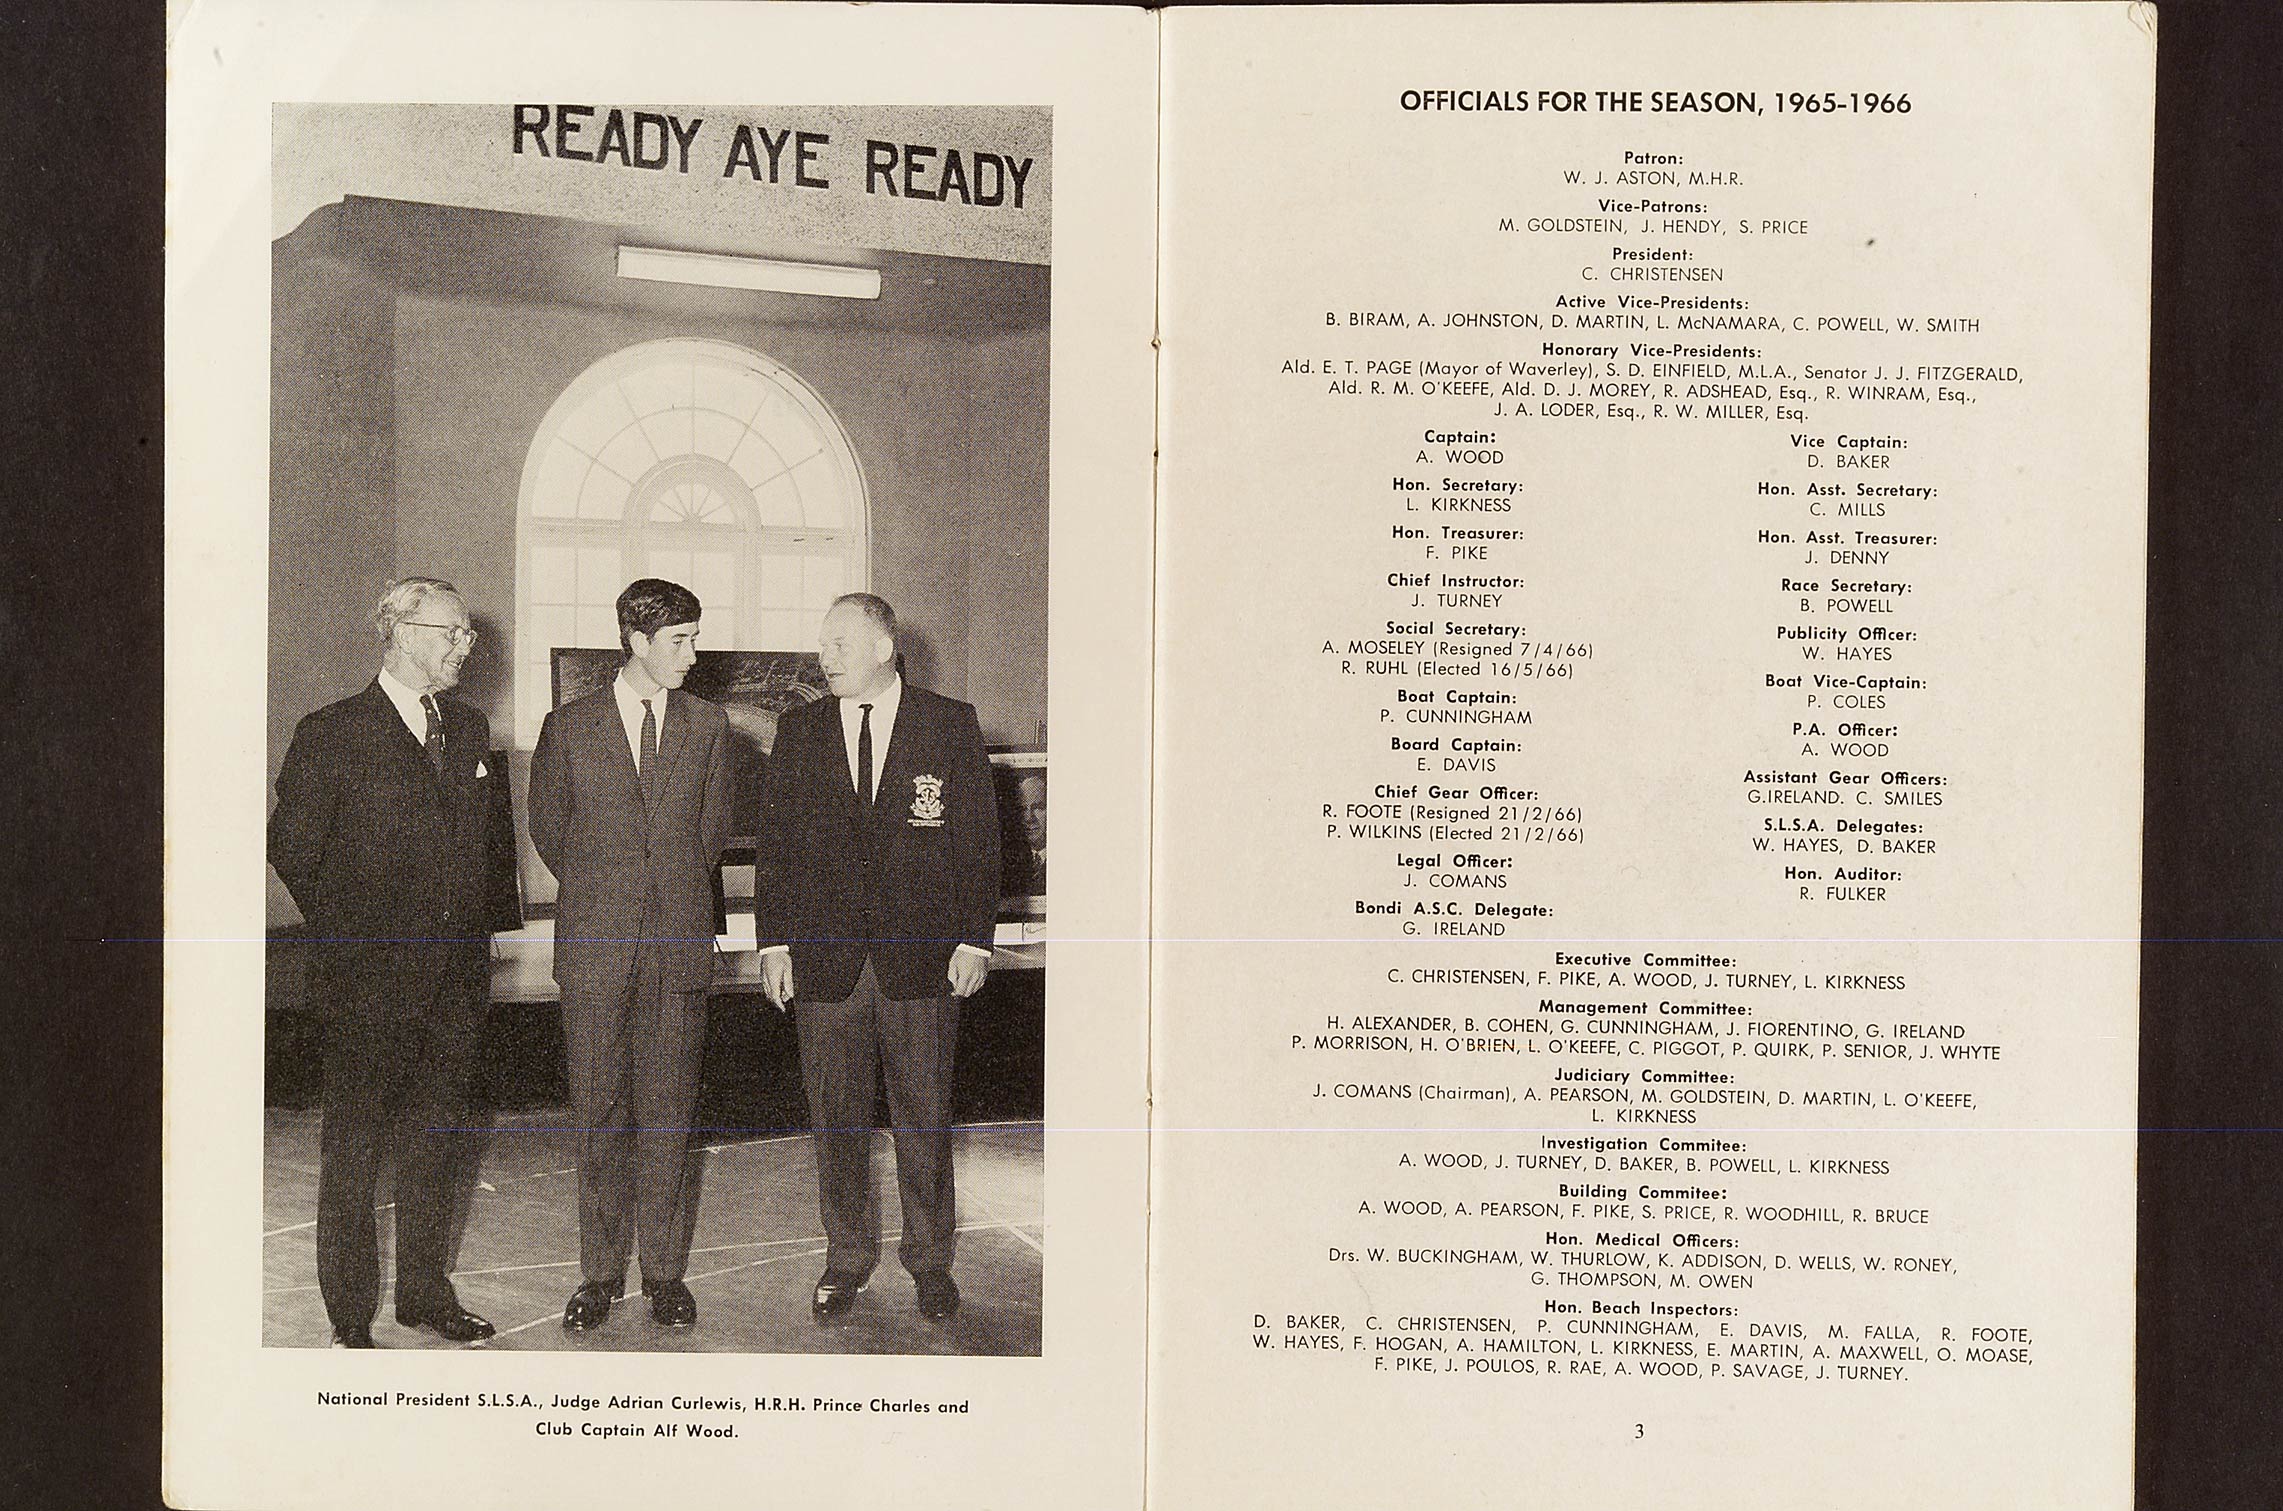 READY AYE READY
National President S.L.S.A., Judge Adrian Curlewis, H.R.H. Prince Charles and
Club Captain Alf Wood.
OFFICIALS FOR THE SEASON, 1965-1966
Patron:
W. J. ASTON, M.H.R.
Vice-Patrons:
M. GOLDSTEIN, J. HENDY, S. PRICE
President:
C. CHRISTENSEN
Active Vice-Presidents:
B. BIRAM, A. JOHNSTON, D. MARTIN, L. McNAMARA, C. POWELL, W. SMITH
Honorary Vice-Presidents:
Ald. E. T. PAGE (Mayor of Waverley), S. D. EINFIELD, M.L.A., Senator J. J. FITZGERALD,
Ald. R. M. O'KEEFE, Ald. D. J. MOREY, R. ADSHEAD, Esq., R. WINRAM, Esq.,
J. A. LODER, Esq., R. W. MILLER, Esq.
Captain:
A. WOOD
Hon. Secretary:
L. KIRKNESS
Hon. Treasurer:
F. PIKE
Chief Instructor:
J. TURNEY
Social Secretary:
A. MOSELEY (Resigned 7/4/66)
R. RUHL (Elected 16/5/66)
Boat Captain:
P. CUNNINGHAM
Board Captain:
E. DAVIS
Chief Gear Officer:
R. FOOTE (Resigned 21/2/66)
P. WILKINS (Elected 21/2/66)
Legal Officer:
J. COMANS
Bondi A.S.C. Delegate:
G. IRELAND
Vice Captain:
D. BAKER
Hon. Asst. Secretary:
C. MILLS
Hon. Asst. Treasurer:
J. DENNY
Race Secretary:
B. POWELL
Publicity Officer:
W. HAYES
Boat Vice-Captain:
P. COLES
P.A. Officer:
A. WOOD
Assistant Gear Officers:
G.IRELAND. C. SMILES
S.L.S.A. Delegates:
W. HAYES, D. BAKER
Hon. Auditor:
R. FULKER
Executive Committee:
C. CHRISTENSEN, F. PIKE, A. WOOD, J. TURNEY, L. KIRKNESS
Management Committee:
H. ALEXANDER, B. COHEN, G. CUNNINGHAM, J. FIORENTINO, G. IRELAND
P. MORRISON, H. O'BRIEN, L. O'KEEFE, C. PIGGOT, P. QUIRK, P. SENIOR, J. WHYTE
Judiciary Committee:
J. COMANS (Chairman), A. PEARSON, M. GOLDSTEIN, D. MARTIN, L. O'KEEFE,
L. KIRKNESS
Investigation Commitee:
A. WOOD, J. TURNEY, D. BAKER, B. POWELL, L. KIRKNESS
Building Commitee:
A. WOOD, A. PEARSON, F. PIKE, S. PRICE, R. WOODHILL, R. BRUCE
Hon. Medical Officers:
Drs. W. BUCKINGHAM, W. THURLOW, K. ADDISON, D. WELLS, W. RONEY,
G. THOMPSON, M. OWEN
Hon. Beach Inspectors:
D. BAKER, C. CHRISTENSEN, P. CUNNINGHAM, E. DAVIS, M. FALLA, R. FOOTE,
W. HAYES, F. HOGAN, A. HAMILTON, L. KIRKNESS, E. MARTIN, A. MAXWELL, O. MOASE,
F. PIKE, J. POULOS, R. RAE, A. WOOD, P. SAVAGE, J. TURNEY.
3